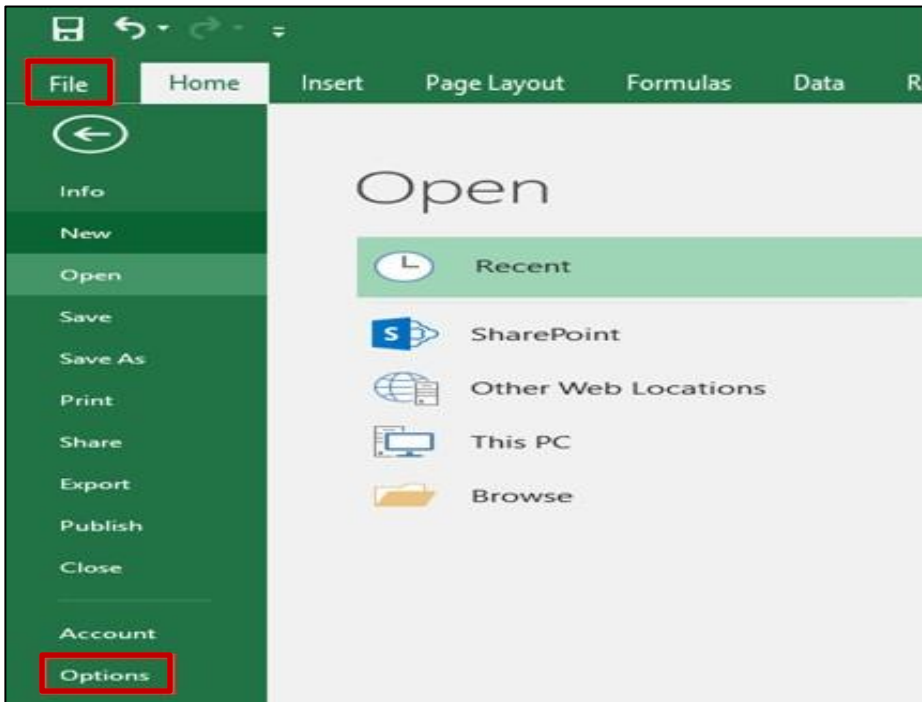 File Home Insert Page Layout Formulas Data R
Info
New
Open
Save
Save As
Print
Share
Export
Publish
Close
Account
Options
Open
Recent
S SharePoint
Other Web Locations
This PC
Browse